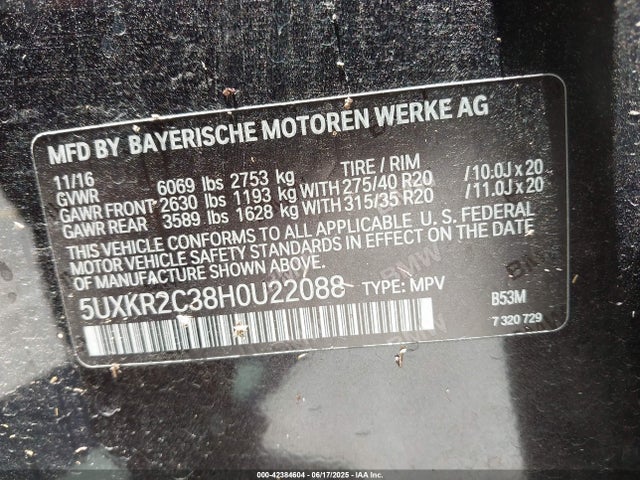 MFD BY BAYERISCHE MOTOREN WERKE AG
11/16 TIRE / RIM
GVWR 6069 lbs 2753 kg
GAWR FRONT 2630 lbs 1193 kg WITH 275/40 R20 / 10.0J x 20
GAWR REAR 3589 lbs 1628 kg WITH 315/35 R20 / 11.0J x 20
THIS VEHICLE CONFORMS TO ALL APPLICABLE U. S. FEDERAL
MOTOR VEHICLE SAFETY STANDARDS IN EFFECT ON THE DATE
OF MANUFACTURE SHOWN ABOVE.
5UXKR2C38H0U22088 TYPE: MPV B53M
7 320 729
000-42384604 - 06/17/2025 - IAAI.COM